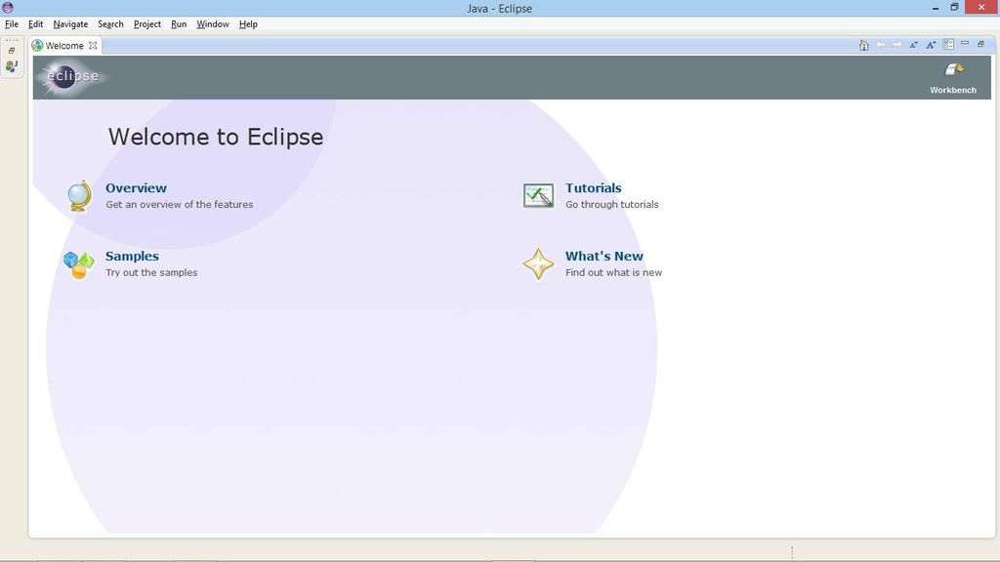 Java - Eclipse
File Edit Navigate Search Project Run Window Help
Welcome
eclipse
Workbench
Welcome to Eclipse
Overview
Get an overview of the features
Tutorials
Go through tutorials
Samples
Try out the samples
What's New
Find out what is new